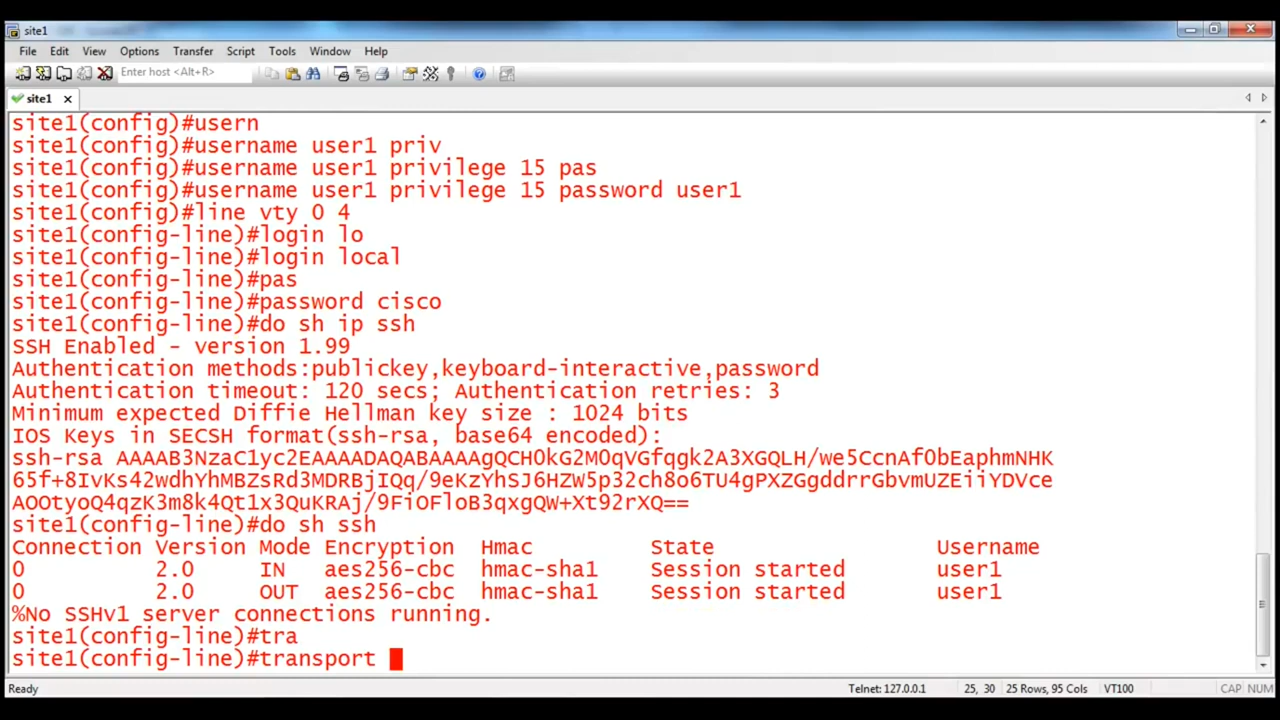 site1
File Edit View Options Transfer Script Tools Window Help
Enter host <Alt+R>
site1
site1(config)#usern
site1(config)#username user1 priv
site1(config)#username user1 privilege 15 pas
site1(config)#username user1 privilege 15 password user1
site1(config)#line vty 0 4
site1(config-line)#login lo
site1(config-line)#login local
site1(config-line)#pas
site1(config-line)#password cisco
site1(config-line)#do sh ip ssh
SSH Enabled - version 1.99
Authentication methods:publickey,keyboard-interactive,password
Authentication timeout: 120 secs; Authentication retries: 3
Minimum expected Diffie Hellman key size : 1024 bits
IOS Keys in SECSH format(ssh-rsa, base64 encoded):
ssh-rsa AAAAB3NzaC1yc2EAAAADAQABAAAAgQCH0kG2M0qVGfqgk2A3XGQLH/we5CcnAf0bEaphmNHK
65f+8IvKs42wdhYhMBZsRd3MDRBjIQq/9eKzYhSJ6HZW5p32ch8o6TU4gPXZGgddrrGbvmUZEiiYDVce
AOOtyoQ4qzK3m8k4Qt1x3QuKRAj/9FiOFloB3qxgQW+Xt92rXQ==
site1(config-line)#do sh ssh
Connection Version Mode Encryption Hmac State Username
0 2.0 IN aes256-cbc hmac-sha1 Session started user1
0 2.0 OUT aes256-cbc hmac-sha1 Session started user1
%No SSHv1 server connections running.
site1(config-line)#tra
site1(config-line)#transport
Ready Telnet: 127.0.0.1 25, 30 25 Rows, 95 Cols VT100 CAP NUM